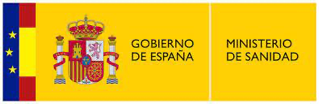 GOBIERNO
DE ESPAÑA
MINISTERIO
DE SANIDAD